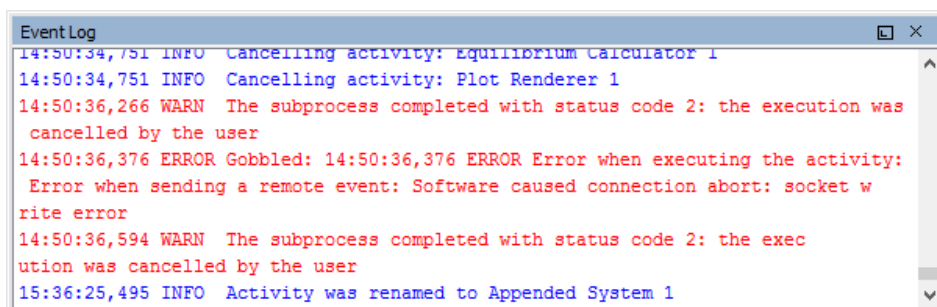 Event Log
14:50:34,751 INFO  Cancelling activity: Equilibrium Calculator 1
14:50:34,751 INFO  Cancelling activity: Plot Renderer 1
14:50:36,266 WARN  The subprocess completed with status code 2: the execution was
 cancelled by the user
14:50:36,376 ERROR Gobbled: 14:50:36,376 ERROR Error when executing the activity:
 Error when sending a remote event: Software caused connection abort: socket w
rite error
14:50:36,594 WARN  The subprocess completed with status code 2: the exec
ution was cancelled by the user
15:36:25,495 INFO  Activity was renamed to Appended System 1